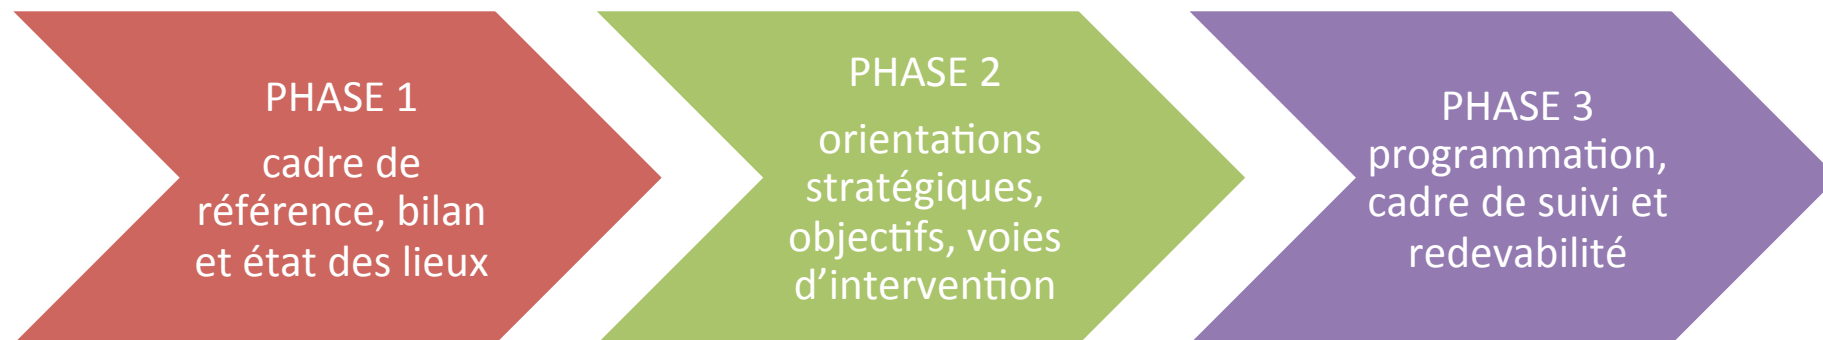 PHASE 1
cadre de
référence, bilan
et état des lieux
PHASE 2
orientations
stratégiques,
objectifs, voies
d’intervention
PHASE 3
programmation,
cadre de suivi et
redevabilité